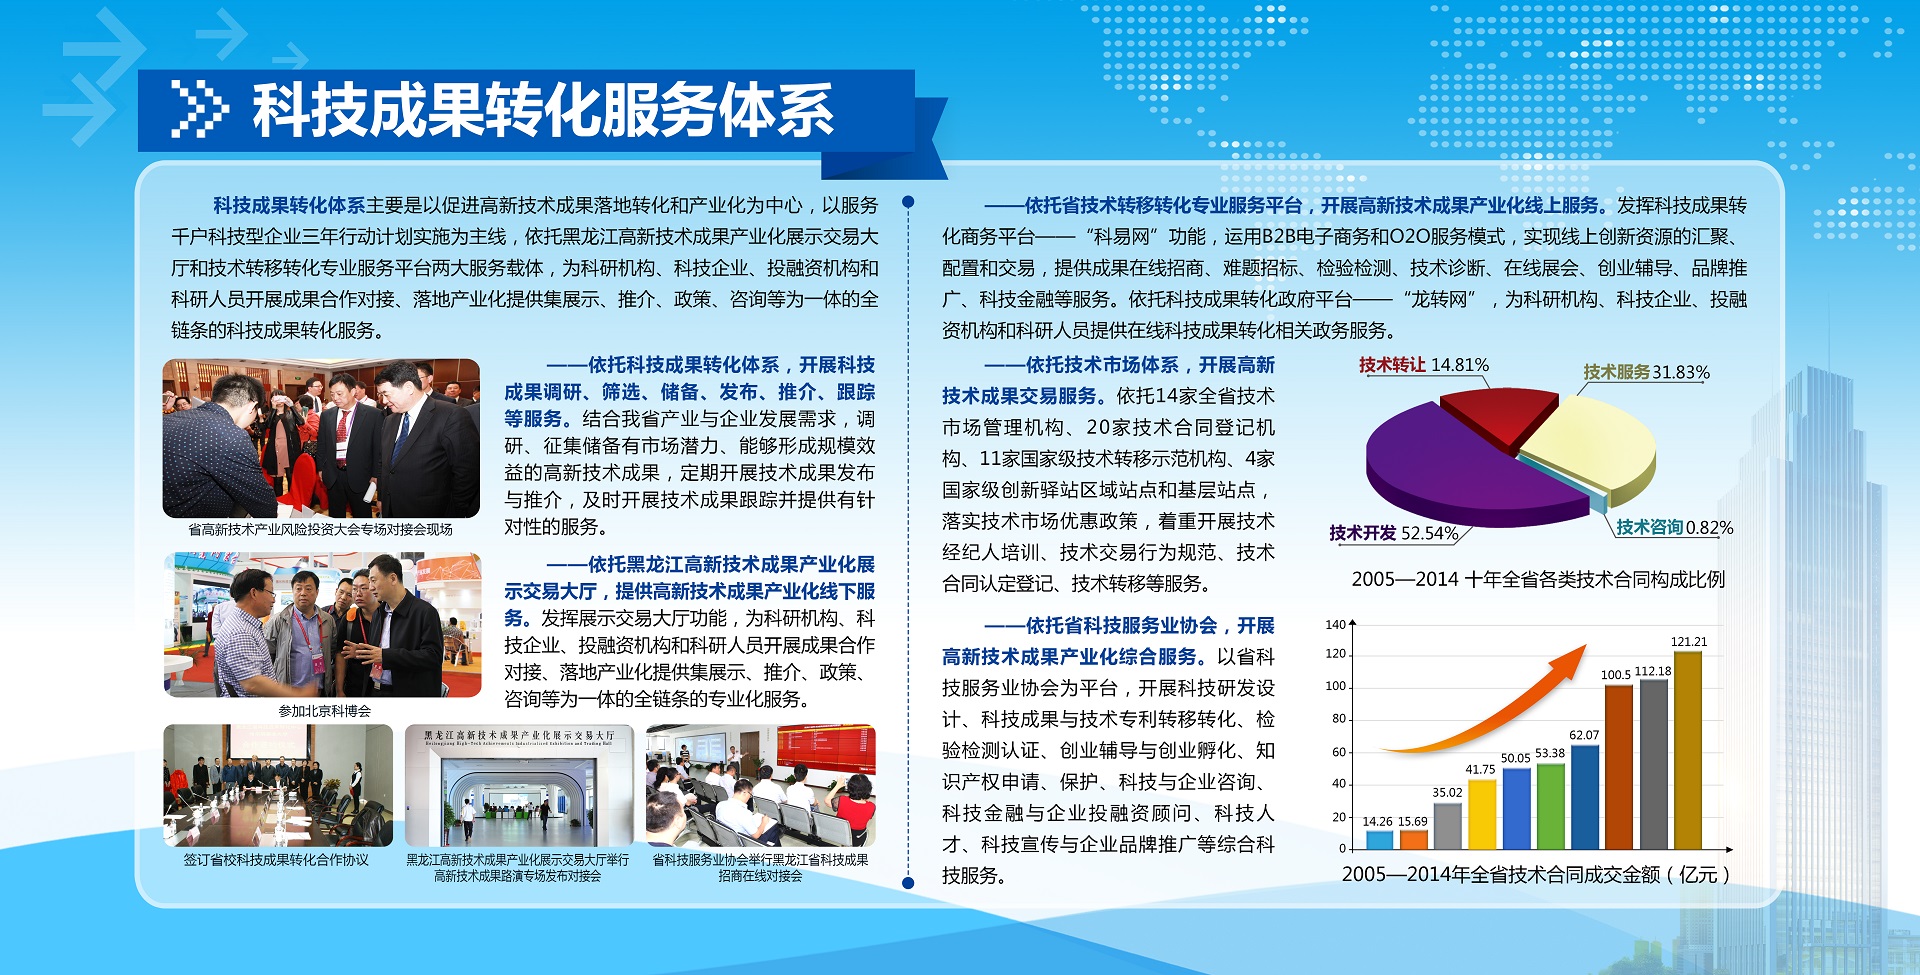 科技成果转化服务体系
科技成果转化体系主要是以促进高新技术成果落地转化和产业化为中心，以服务
千户科技型企业三年行动计划实施为主线，依托黑龙江高新技术成果产业化展示交易大
厅和技术转移转化专业服务平台两大服务载体，为科研机构、科技企业、投融资机构和
科研人员开展成果合作对接、落地产业化提供集展示、推介、政策、咨询等为一体的全
链条的科技成果转化服务。
——依托科技成果转化体系，开展科技
成果调研、筛选、储备、发布、推介、跟踪
等服务。结合我省产业与企业发展需求，调
研、征集储备有市场潜力、能够形成规模效
益的高新技术成果，定期开展技术成果发布
与推介，及时开展技术成果跟踪并提供有针
对性的服务。
省高新技术产业风险投资大会专场对接会现场
——依托黑龙江高新技术成果产业化展
示交易大厅，提供高新技术成果产业化线下服
务。发挥展示交易大厅功能，为科研机构、科
技企业、投融资机构和科研人员开展成果合作
对接、落地产业化提供集展示、推介、政策、
咨询等为一体的全链条的专业化服务。
参加北京科博会
黑龙江高新技术成果产业化展示交易大厅
Heilongjiang High-Tech Achievements Industrialized Exhibition and Trading Hall
签订省校科技成果转化合作协议
黑龙江高新技术成果产业化展示交易大厅举行
高新技术成果路演专场发布对接会
省科技服务业协会举行黑龙江省科技成果
招商在线对接会
——依托省技术转移转化专业服务平台，开展高新技术成果产业化线上服务。发挥科技成果转
化商务平台——“科易网”功能，运用B2B电子商务和O2O服务模式，实现线上创新资源的汇聚、
配置和交易，提供成果在线招商、难题招标、检验检测、技术诊断、在线展会、创业辅导、品牌推
广、科技金融等服务。依托科技成果转化政府平台——“龙转网”，为科研机构、科技企业、投融
资机构和科研人员提供在线科技成果转化相关政务服务。
——依托技术市场体系，开展高新
技术成果交易服务。依托14家全省技术
市场管理机构、20家技术合同登记机
构、11家国家级技术转移示范机构、4家
国家级创新驿站区域站点和基层站点，
落实技术市场优惠政策，着重开展技术
经纪人培训、技术交易行为规范、技术
合同认定登记、技术转移等服务。
——依托省科技服务业协会，开展
高新技术成果产业化综合服务。以省科
技服务业协会为平台，开展科技研发设
计、科技成果与技术专利转移转化、检
验检测认证、创业辅导与创业孵化、知
识产权申请、保护、科技与企业咨询、
科技金融与企业投融资顾问、科技人
才、科技宣传与企业品牌推广等综合科
技服务。
技术转让 14.81%
技术服务 31.83%
技术开发 52.54%
技术咨询 0.82%
2005—2014 十年全省各类技术合同构成比例
140
120
100
80
60
40
20
0
14.26
15.69
35.02
41.75
50.05
53.38
62.07
100.5
112.18
121.21
2005—2014年全省技术合同成交金额（亿元）